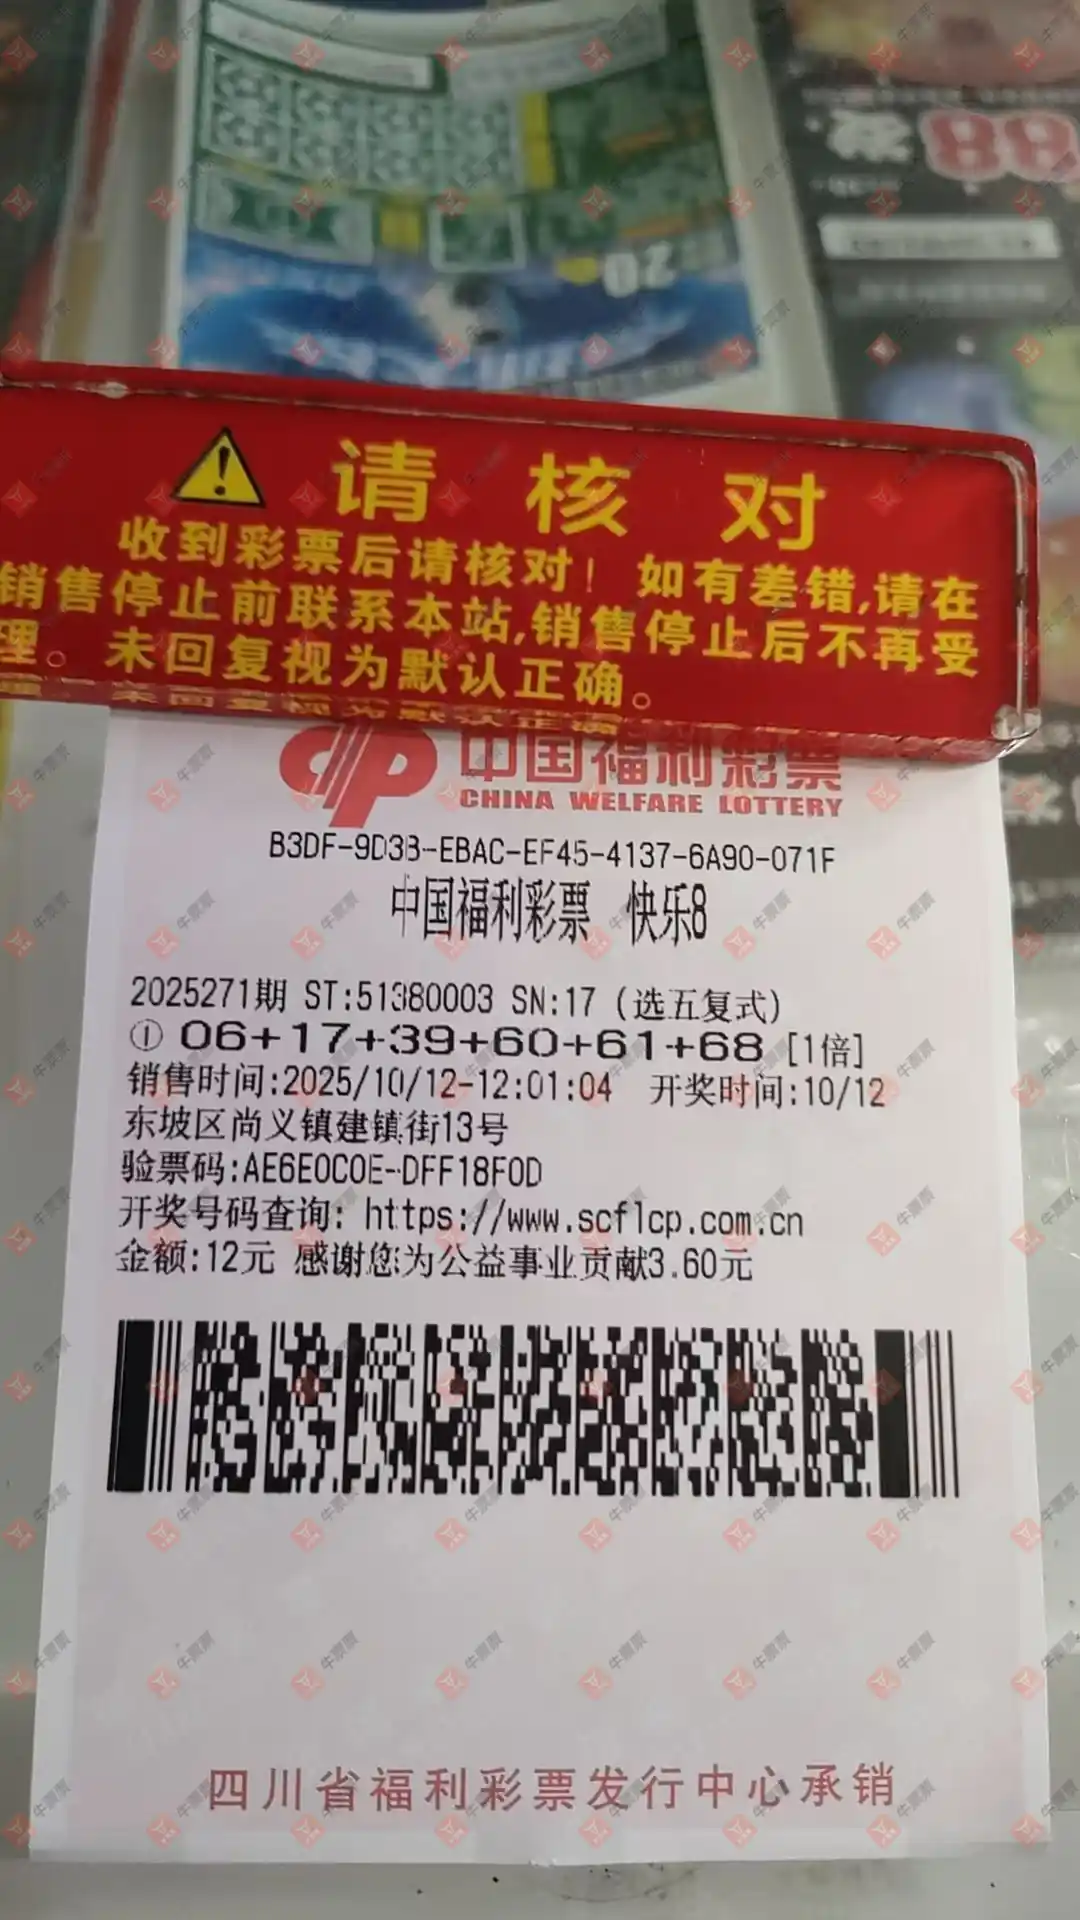 20
请核对
收到彩票后请核对！如有差错,请在
销售停止前联系本站,销售停止后不再受
理。未回复视为默认正确。
中国福利彩票
CHINA WELFARE LOTTERY
B3DF-9D3B-EBAC-EF45-4137-6A90-071F
中国福利彩票 快乐8
2025271期 ST:51380003 SN:17 (选五复式)
① 06+17+39+60+61+68 [1倍]
销售时间:2025/10/12-12:01:04 开奖时间:10/12
东坡区尚义镇建镇街13号
验票码:AE6E0C0E-DFF18F0D
开奖号码查询: https://www.scflcp.com.cn
金额:12元 感谢您为公益事业贡献3.60元
四川省福利彩票发行中心承销
牛票票